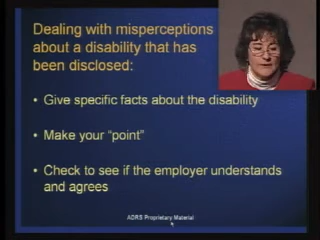 Dealing with misperceptions
about a disability that has
been disclosed:
• Give specific facts about the disability
• Make your "point"
• Check to see if the employer understands
and agrees
ADRS Proprietary Material